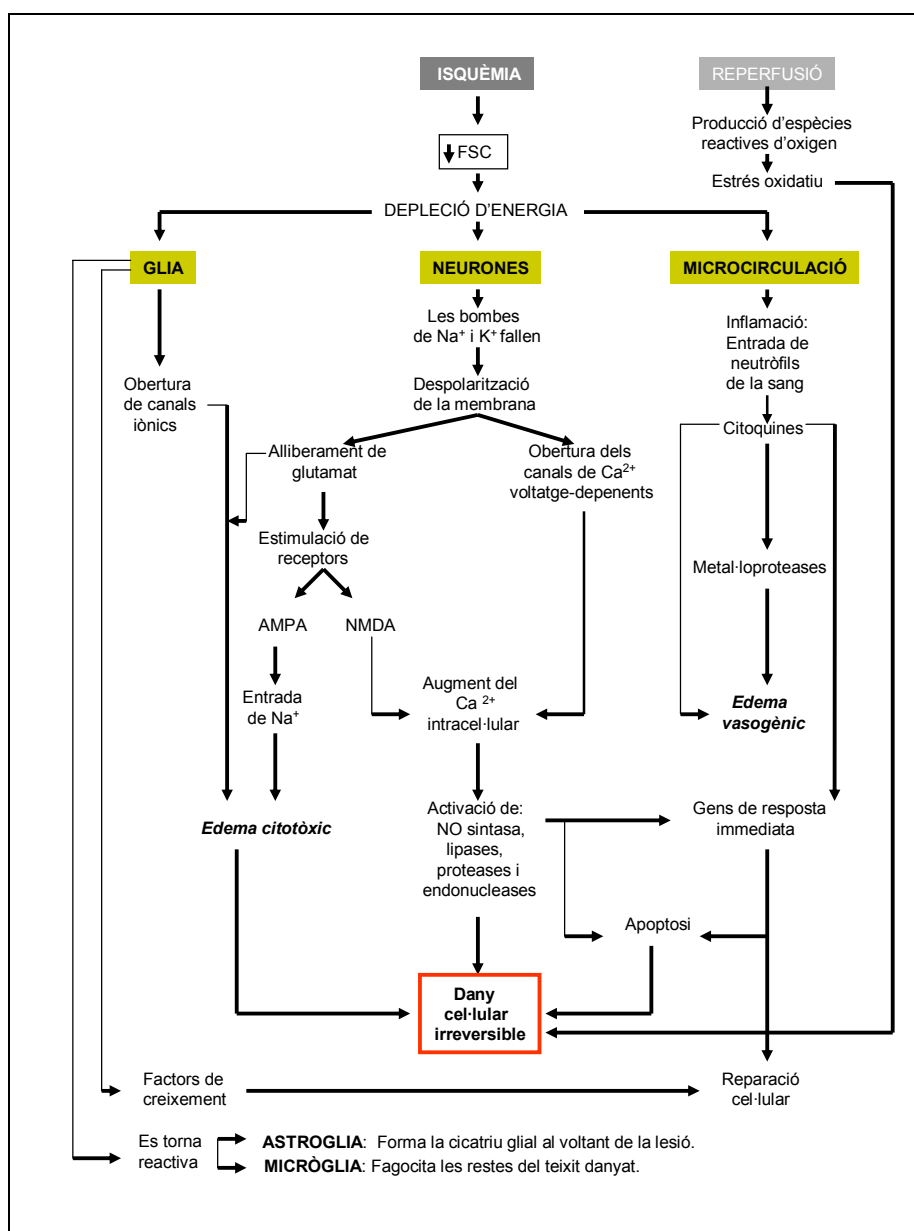 ISQUÈMIA
REPERFUSIÓ
Producció d'espècies
reactives d'oxigen
FSC
Estrés oxidatiu
DEPLECIÓ D'ENERGIA
GLIA
NEURONES
MICROCIRCULACIÓ
Les bombes
de Na⁺ i K⁺ fallen
Inflamació:
Entrada de
neutròfils
de la sang
Obertura
de canals
iònics
Despolarització
de la membrana
Citoquines
Alliberament de
glutamat
Obertura dels
canals de Ca²⁺
voltatge-depenents
Estimulació de
receptors
Metal·loproteases
AMPA
NMDA
Entrada
de Na⁺
Augment del
Ca ²⁺
intracel·lular
Edema
vasogènic
Edema citotòxic
Activació de:
NO sintasa,
lipases,
proteases i
endonucleases
Gens de resposta
immediata
Apoptosi
Dany
cel·lular
irreversible
Factors de
creixement
Reparació
cel·lular
Es torna
reactiva
ASTROGLIA: Forma la cicatriu glial al voltant de la lesió.
MICRÒGLIA: Fagocita les restes del teixit danyat.